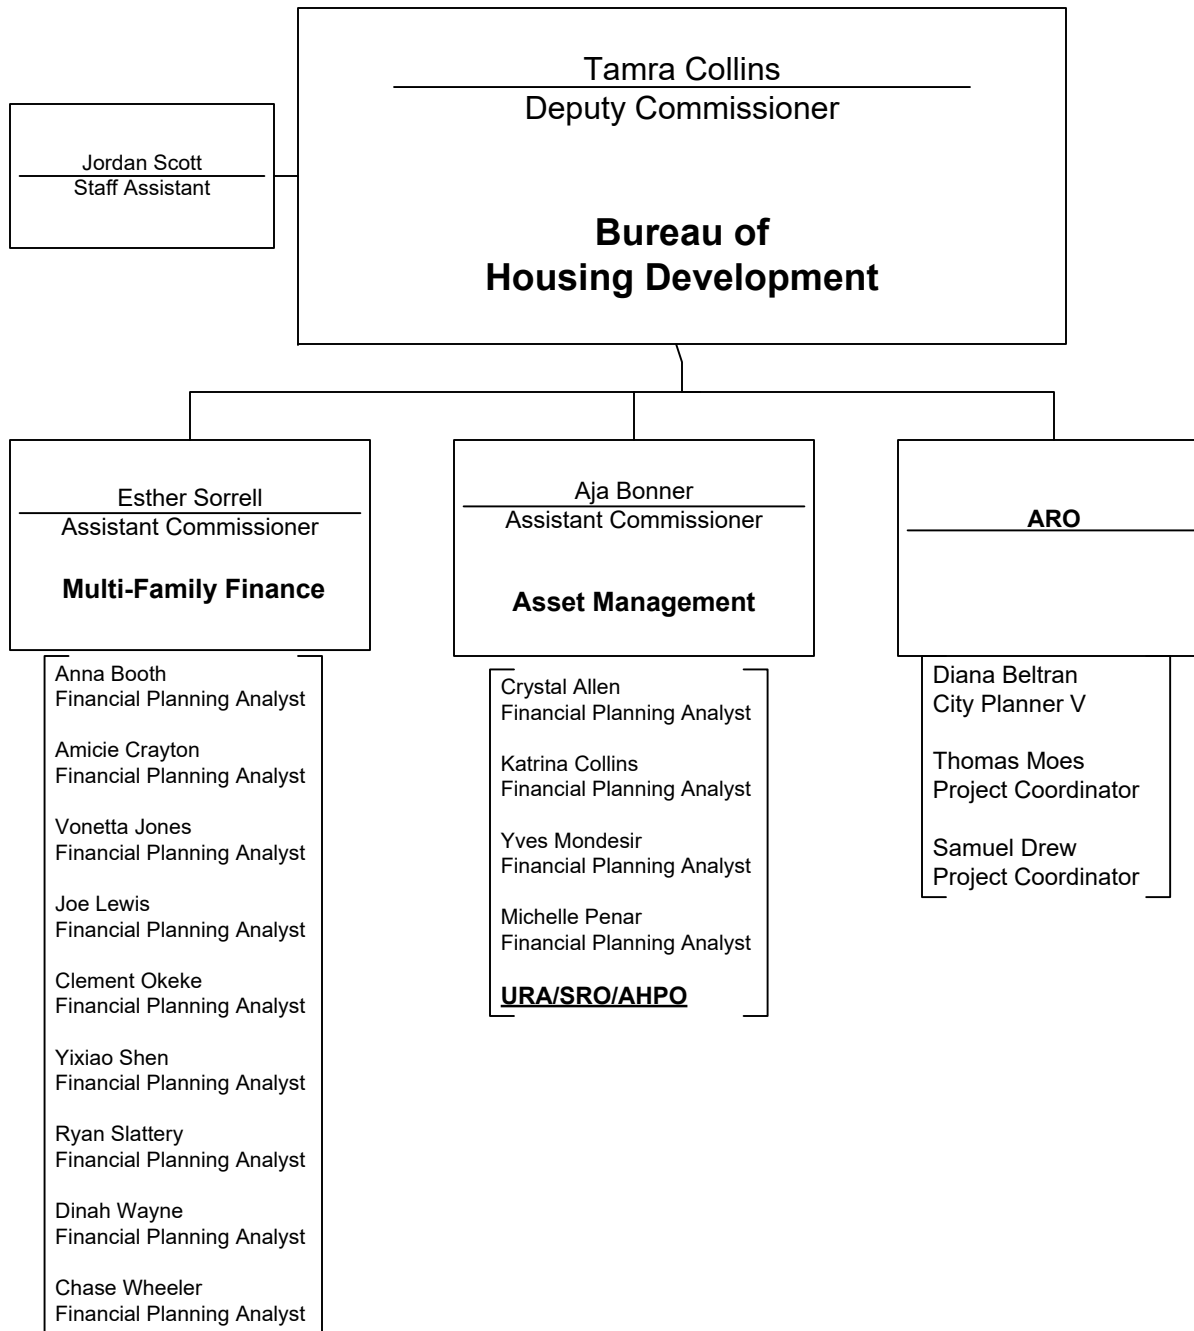 Tamra Collins
Deputy Commissioner
Bureau of
Housing Development
Jordan Scott
Staff Assistant
Esther Sorrell
Assistant Commissioner
Multi-Family Finance
Anna Booth
Financial Planning Analyst
Amicie Crayton
Financial Planning Analyst
Vonetta Jones
Financial Planning Analyst
Joe Lewis
Financial Planning Analyst
Clement Okeke
Financial Planning Analyst
Yixiao Shen
Financial Planning Analyst
Ryan Slattery
Financial Planning Analyst
Dinah Wayne
Financial Planning Analyst
Chase Wheeler
Financial Planning Analyst
Aja Bonner
Assistant Commissioner
Asset Management
Crystal Allen
Financial Planning Analyst
Katrina Collins
Financial Planning Analyst
Yves Mondesir
Financial Planning Analyst
Michelle Penar
Financial Planning Analyst
URA/SRO/AHPO
ARO
Diana Beltran
City Planner V
Thomas Moes
Project Coordinator
Samuel Drew
Project Coordinator